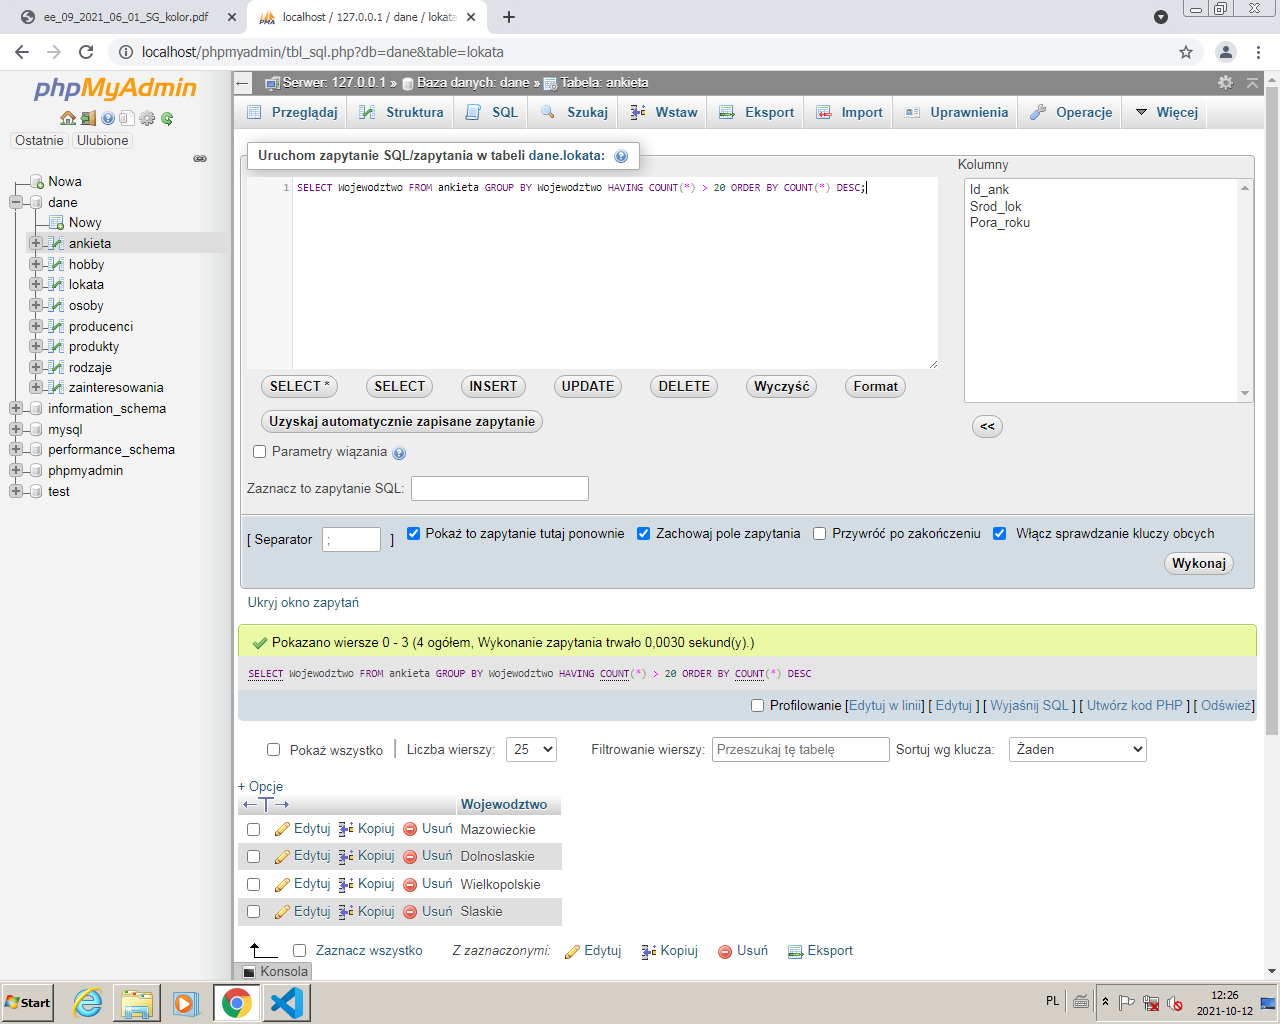 ee_09_2021_06_01_SG_kolor.pdf
localhost / 127.0.0.1 / dane / lokata
localhost/phpmyadmin/tbl_sql.php?db=dane&table=lokata
phpMyAdmin
Ostatnie
Ulubione
Nowa
dane
Nowy
ankieta
hobby
lokata
osoby
producenci
produkty
rodzaje
zainteresowania
information_schema
mysql
performance_schema
phpmyadmin
test
Serwer: 127.0.0.1 » Baza danych: dane » Tabela: ankieta
Przeglądaj Struktura SQL Szukaj Wstaw Eksport Import Uprawnienia Operacje Więcej
Uruchom zapytanie SQL/zapytania w tabeli dane.lokata:
1 SELECT Wojewodztwo FROM ankieta GROUP BY Wojewodztwo HAVING COUNT(*) > 20 ORDER BY COUNT(*) DESC;
Kolumny
Id_ank
Srod_lok
Pora_roku
SELECT * SELECT INSERT UPDATE DELETE Wyczyść Format
Uzyskaj automatycznie zapisane zapytanie
<<
Parametry wiązania
Zaznacz to zapytanie SQL:
[ Separator ; ] Pokaż to zapytanie tutaj ponownie Zachowaj pole zapytania Przywróć po zakończeniu Włącz sprawdzanie kluczy obcych
Wykonaj
Ukryj okno zapytań
Pokazano wiersze 0 - 3 (4 ogółem, Wykonanie zapytania trwało 0,0030 sekund(y).)
SELECT Wojewodztwo FROM ankieta GROUP BY Wojewodztwo HAVING COUNT(*) > 20 ORDER BY COUNT(*) DESC
Profilowanie [Edytuj w linii] [ Edytuj ] [ Wyjaśnij SQL ] [ Utwórz kod PHP ] [ Odśwież]
Pokaż wszystko | Liczba wierszy: 25 Filtrowanie wierszy: Przeszukaj tę tabelę Sortuj wg klucza: Żaden
+ Opcje
←T→ Wojewodztwo
Edytuj Kopiuj Usuń Mazowieckie
Edytuj Kopiuj Usuń Dolnoslaskie
Edytuj Kopiuj Usuń Wielkopolskie
Edytuj Kopiuj Usuń Slaskie
Zaznacz wszystko Z zaznaczonymi: Edytuj Kopiuj Usuń Eksport
Konsola
Start
PL
12:26
2021-10-12